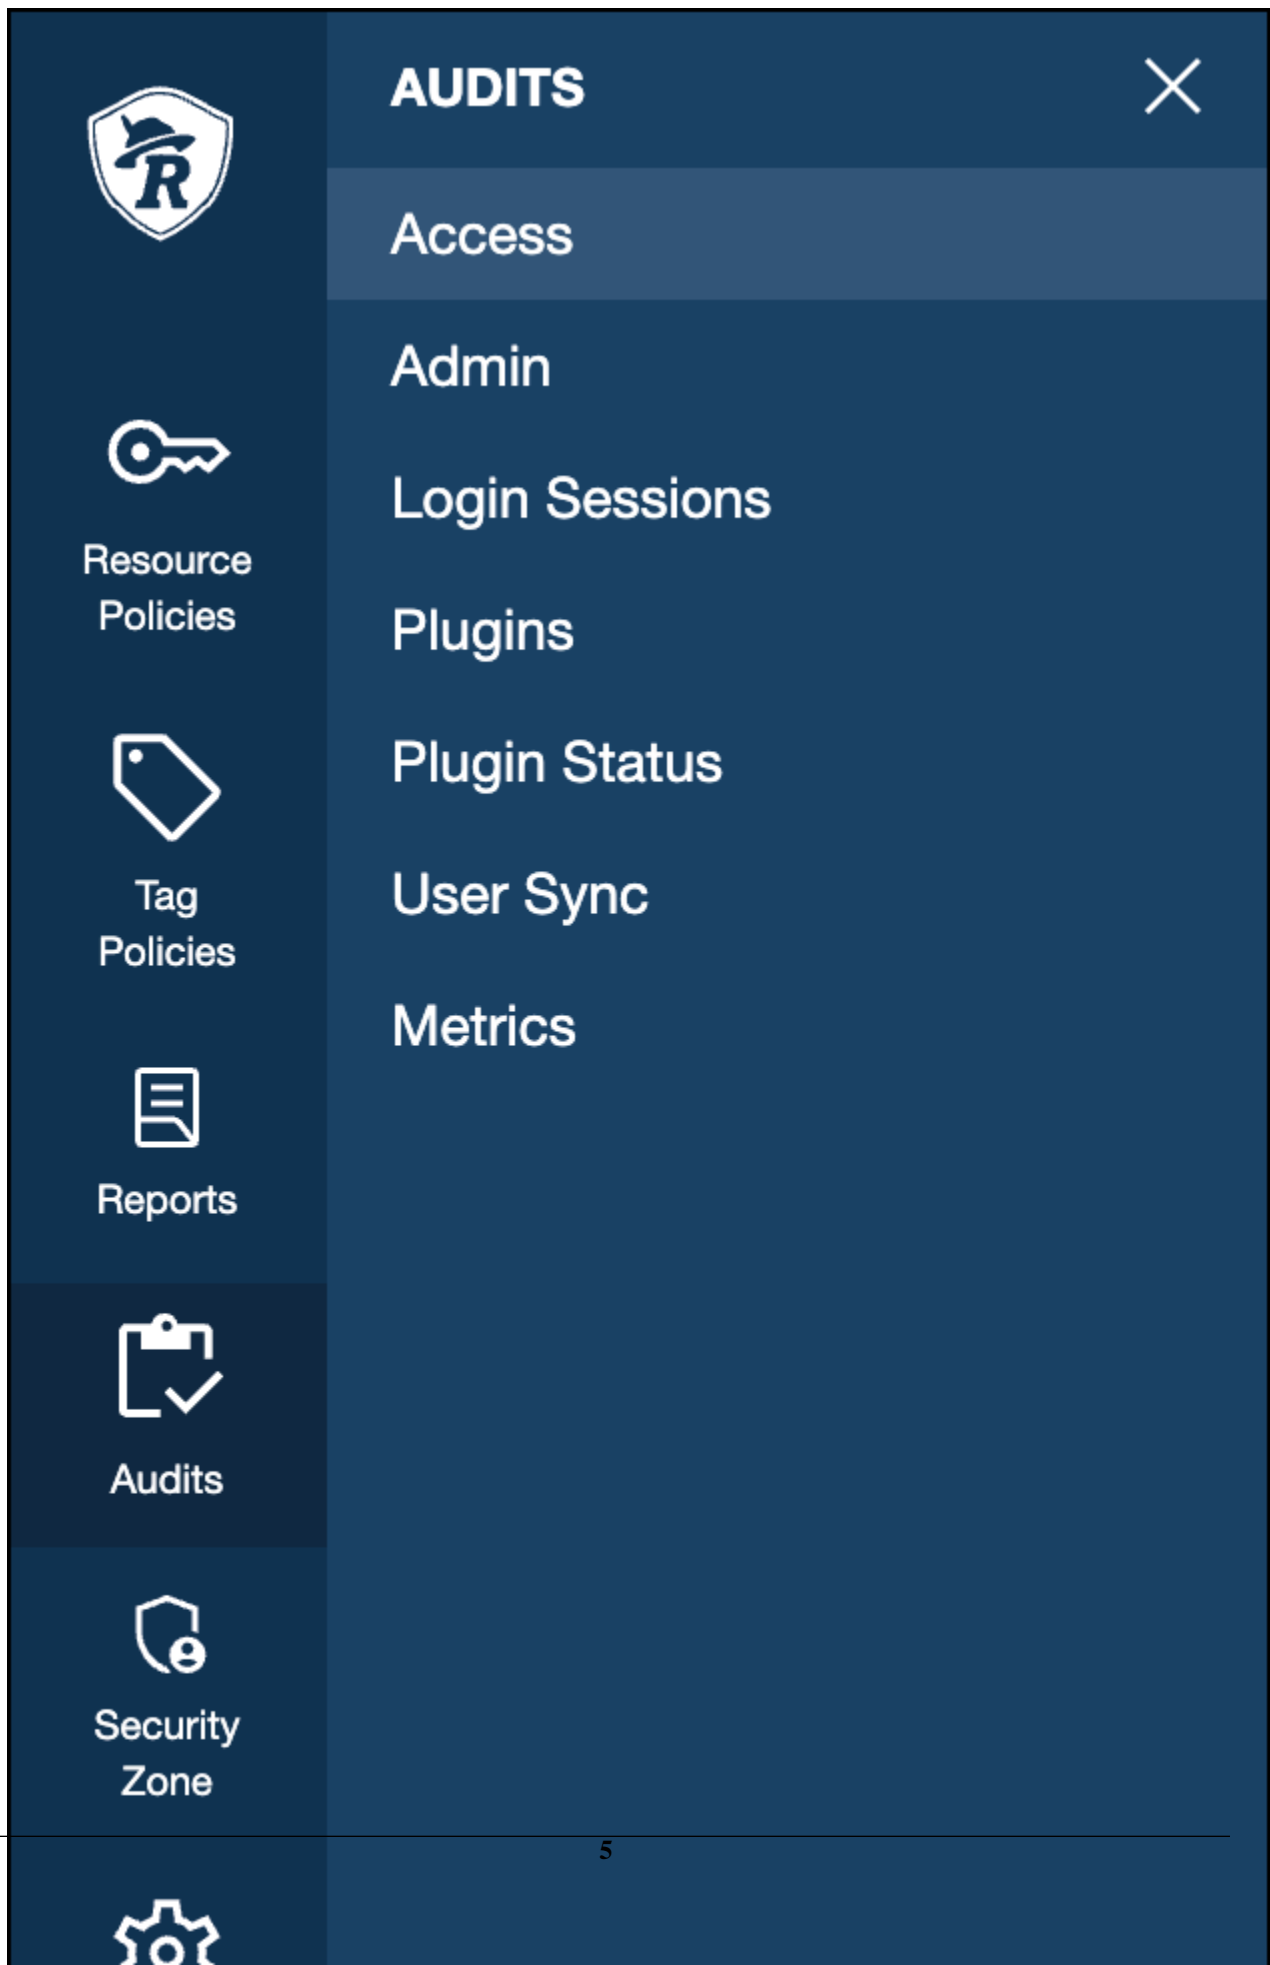 R
Resource
Policies
Tag
Policies
Reports
Audits
Security
Zone
AUDITS
Access
Admin
Login Sessions
Plugins
Plugin Status
User Sync
Metrics
5